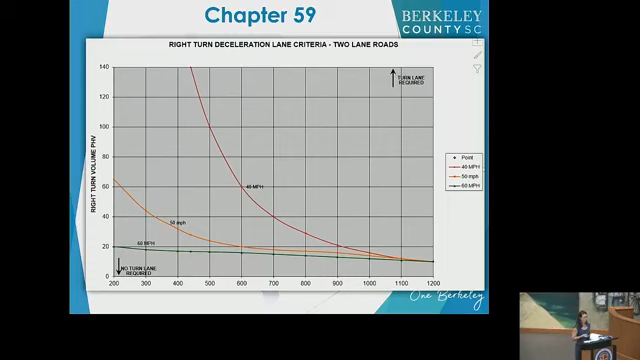 Chapter 59
BERKELEY
COUNTY SC
RIGHT TURN DECELERATION LANE CRITERIA - TWO LANE ROADS
RIGHT TURN VOLUME PHV
140
120
100
80
60
40
20
0
TURN LANE
REQUIRED
40 MPH
50 mph
60 MPH
NO TURN LANE
REQUIRED
200 300 400 500 600 700 800 900 1000 1100 1200
Point
40 MPH
50 mph
60 MPH
One Berkeley